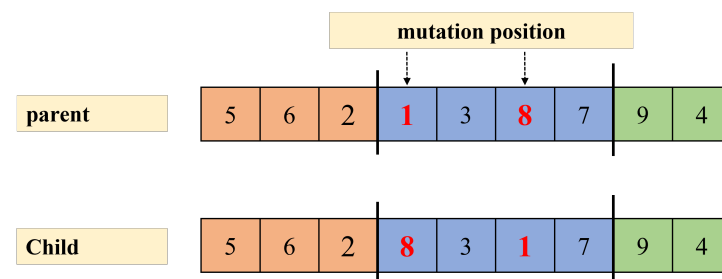 mutation position
parent
5 6 2 1 3 8 7 9 4
Child
5 6 2 8 3 1 7 9 4